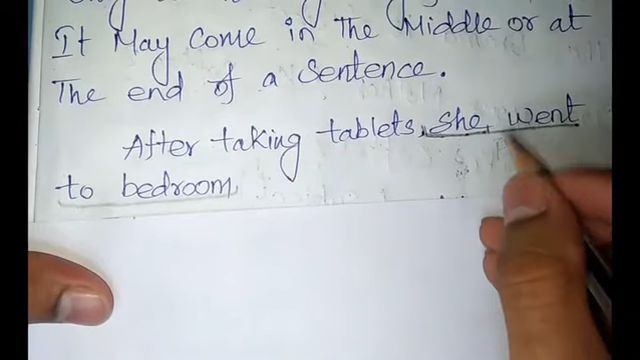 It May Come in The Middle or at
The end of a Sentence.
After taking tablets, she, went
to bedroom